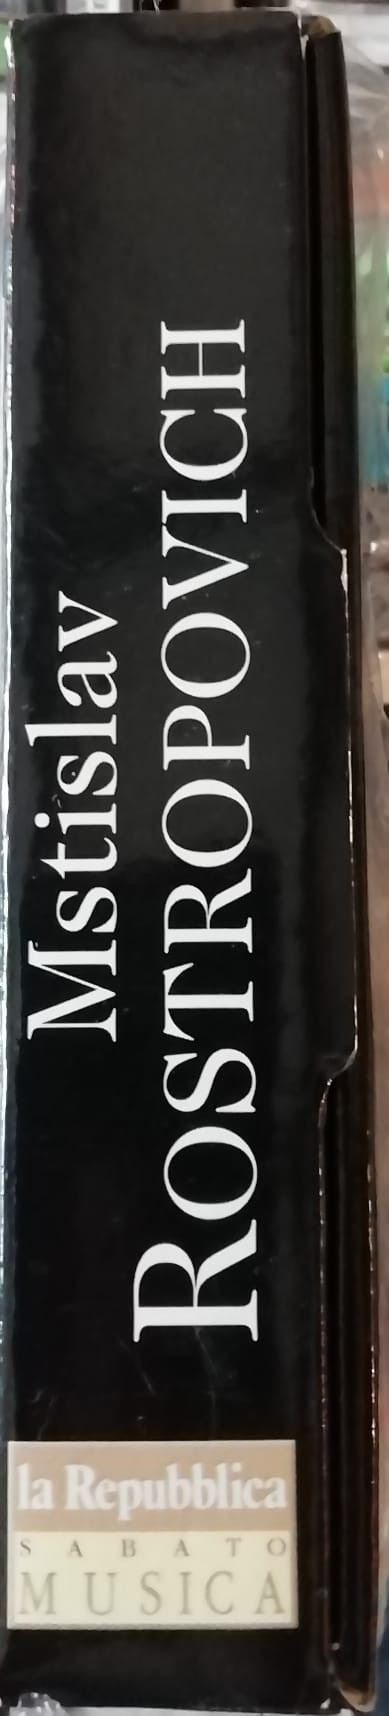 Mstislav
ROSTROPOVICH
la Repubblica
SABATO
MUSICA